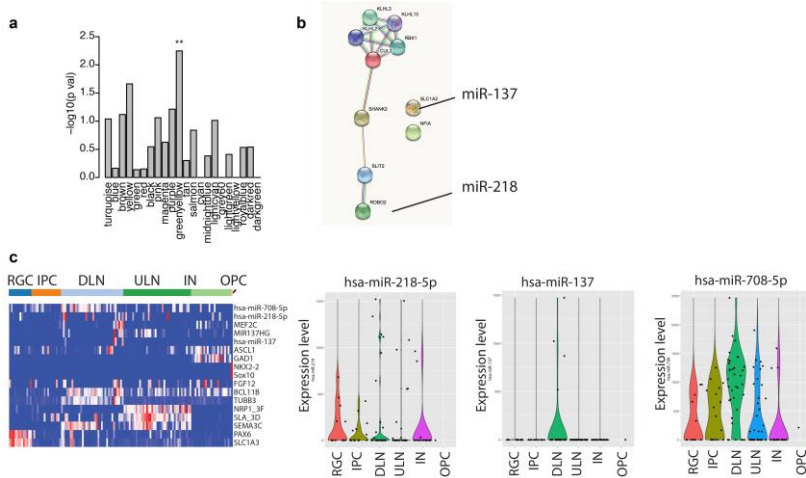 a
−log10(p val)
2.5
2.0
1.5
1.0
0.5
0.0
**
turquoise
blue
brown
yellow
green
red
black
pink
magenta
purple
greenyellow
tan
salmon
cyan
midnightblue
lightcyan
grey60
lightgreen
lightyellow
royalblue
darkred
darkgreen
b
KLHL3
KLHL13
KLHL2
RBX1
CUL3
SHANK2
SLC1A2
NFIA
SLIT2
ROBO2
miR-137
miR-218
c
RGC IPC DLN ULN IN OPC
hsa-miR-708-5p
hsa-miR-218-5p
MEF2C
MIR137HG
hsa-miR-137
ASCL1
GAD1
NKX2-2
Sox10
FGF12
BCL11B
TUBB3
NRP1_3F
SLA_3D
SEMA3C
PAX6
SLC1A3
hsa-miR-218-5p
Expression level
RGC
IPC
DLN
ULN
IN
OPC
hsa-miR-137
Expression level
RGC
IPC
DLN
ULN
IN
OPC
hsa-miR-708-5p
Expression level
RGC
IPC
DLN
ULN
IN
OPC